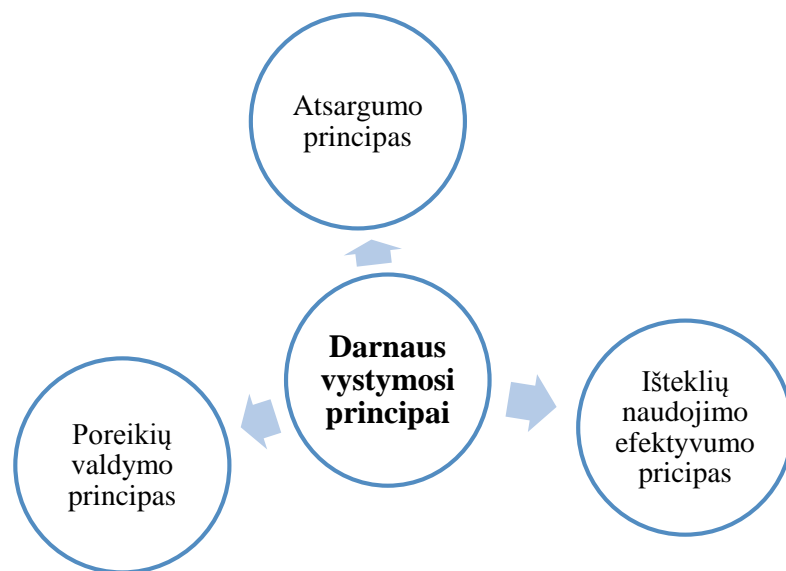 Atsargumo
principas
Darnaus
vystymosi
principai
Išteklių
naudojimo
efektyvumo
pricipas
Poreikių
valdymo
principas